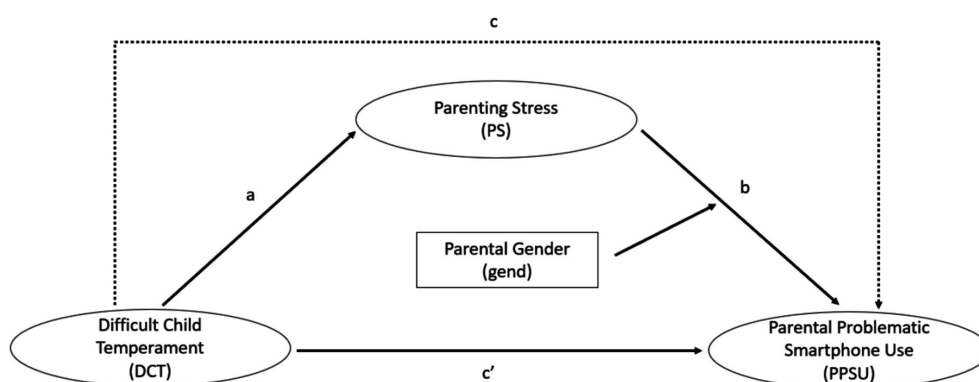 c
Parenting Stress
(PS)
a
b
Parental Gender
(gend)
Difficult Child
Temperament
(DCT)
c’
Parental Problematic
Smartphone Use
(PPSU)